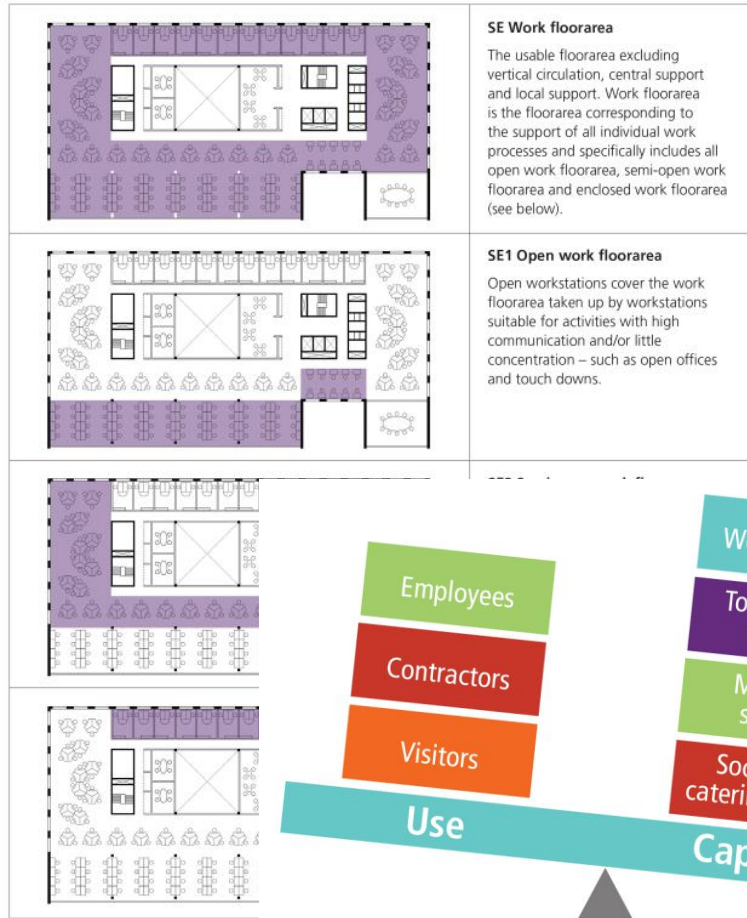 SE Work floorarea
The usable floorarea excluding
vertical circulation, central support
and local support. Work floorarea
is the floorarea corresponding to
the support of all individual work
processes and specifically includes all
open work floorarea, semi-open work
floorarea and enclosed work floorarea
(see below).
SE1 Open work floorarea
Open workstations cover the work
floorarea taken up by workstations
suitable for activities with high
communication and/or little
concentration – such as open offices
and touch downs.
Employees
Contractors
Visitors
Use
W
To
M
s
Soc
caterin
Cap